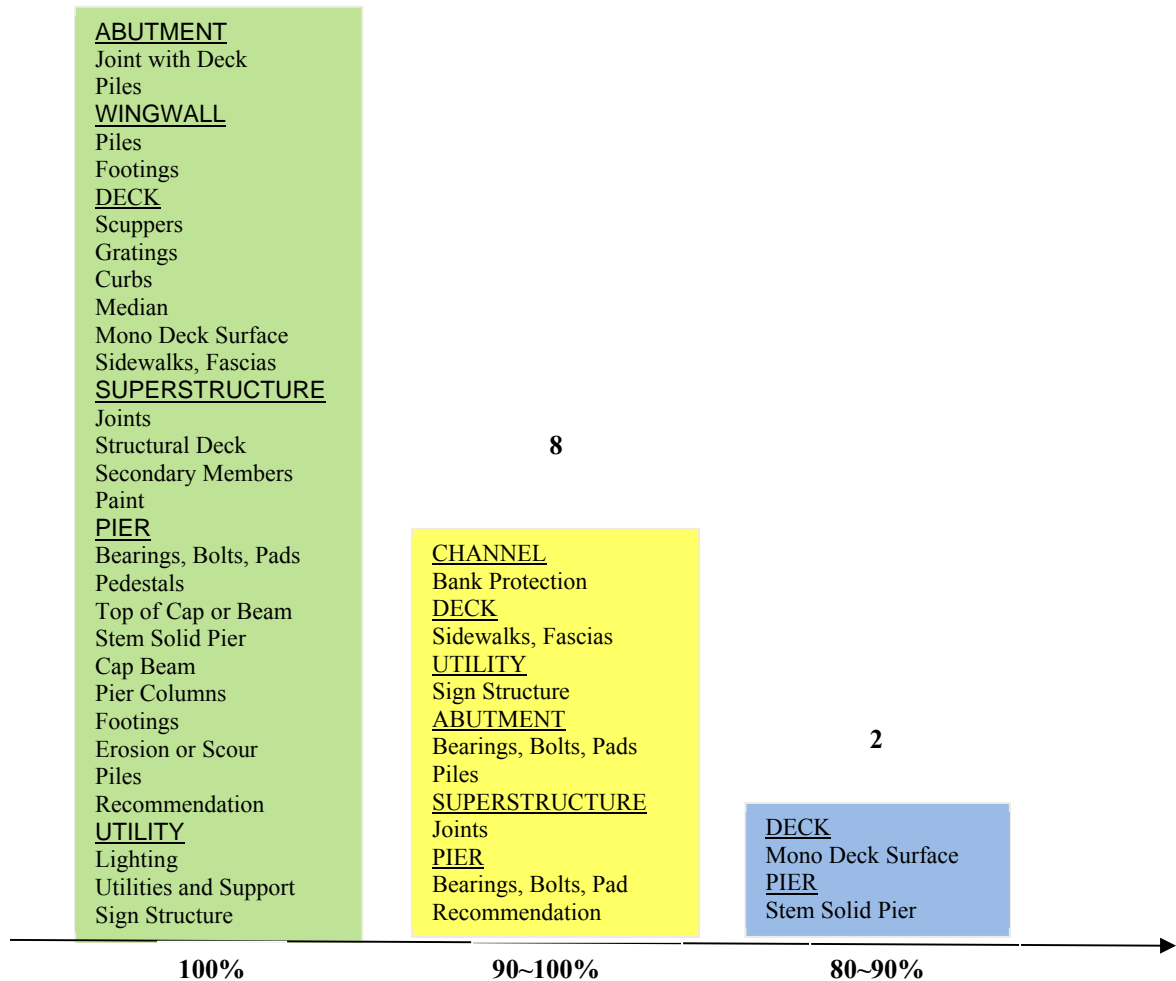 ABUTMENT
Joint with Deck
Piles
WINGWALL
Piles
Footings
DECK
Scuppers
Gratings
Curbs
Median
Mono Deck Surface
Sidewalks, Fascias
SUPERSTRUCTURE
Joints
Structural Deck
Secondary Members
Paint
PIER
Bearings, Bolts, Pads
Pedestals
Top of Cap or Beam
Stem Solid Pier
Cap Beam
Pier Columns
Footings
Erosion or Scour
Piles
Recommendation
UTILITY
Lighting
Utilities and Support
Sign Structure
100%
8
CHANNEL
Bank Protection
DECK
Sidewalks, Fascias
UTILITY
Sign Structure
ABUTMENT
Bearings, Bolts, Pads
Piles
SUPERSTRUCTURE
Joints
PIER
Bearings, Bolts, Pad
Recommendation
90~100%
2
DECK
Mono Deck Surface
PIER
Stem Solid Pier
80~90%